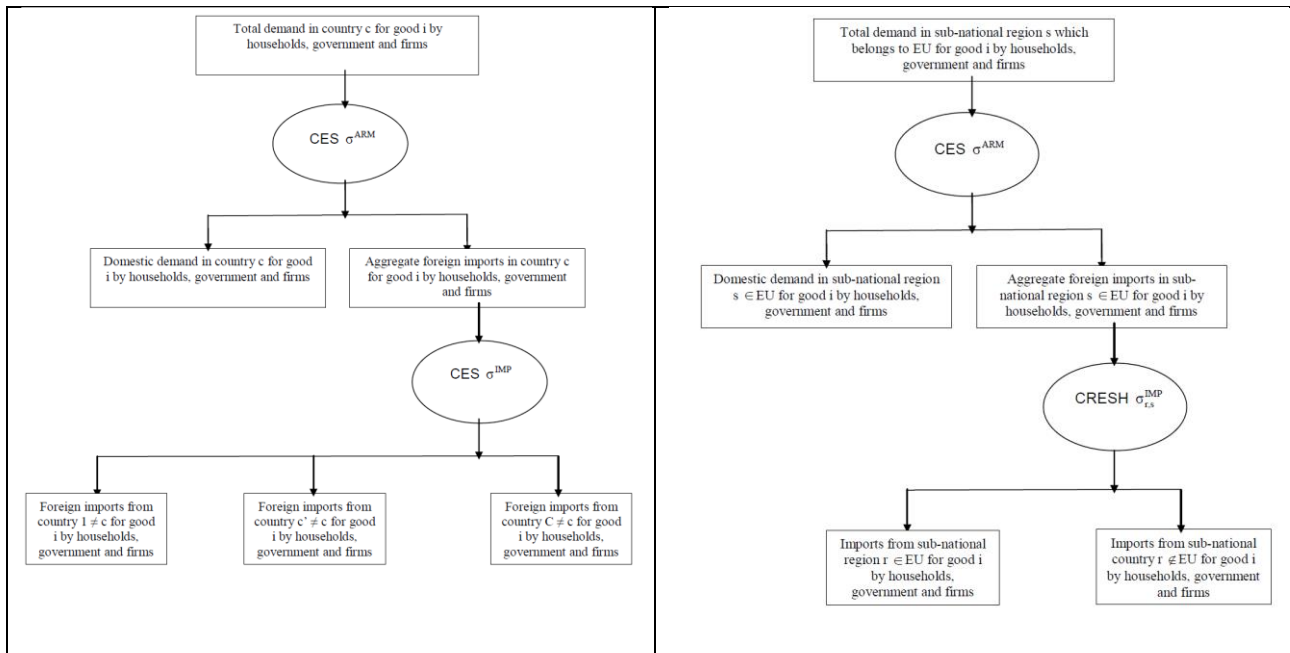 Total demand in country c for good i by
households, government and firms
CES σ^ARM
Domestic demand in country c for good
i by households, government and firms
Aggregate foreign imports in country c
for good i by households, government
and firms
CES σ^IMP
Foreign imports from
country 1 ≠ c for good
i by households,
government and firms
Foreign imports from
country c’ ≠ c for good
i by households,
government and firms
Foreign imports from
country C ≠ c for good
i by households,
government and firms
Total demand in sub-national region s which
belongs to EU for good i by households,
government and firms
CES σ^ARM
Domestic demand in sub-national region
s ∈ EU for good i by households,
government and firms
Aggregate foreign imports in sub-
national region s ∈ EU for good i by
households, government and firms
CRESH σ_r,s^IMP
Imports from sub-national
region r ∈ EU for good i
by households,
government and firms
Imports from sub-national
country r ∉ EU for good i
by households, government
and firms